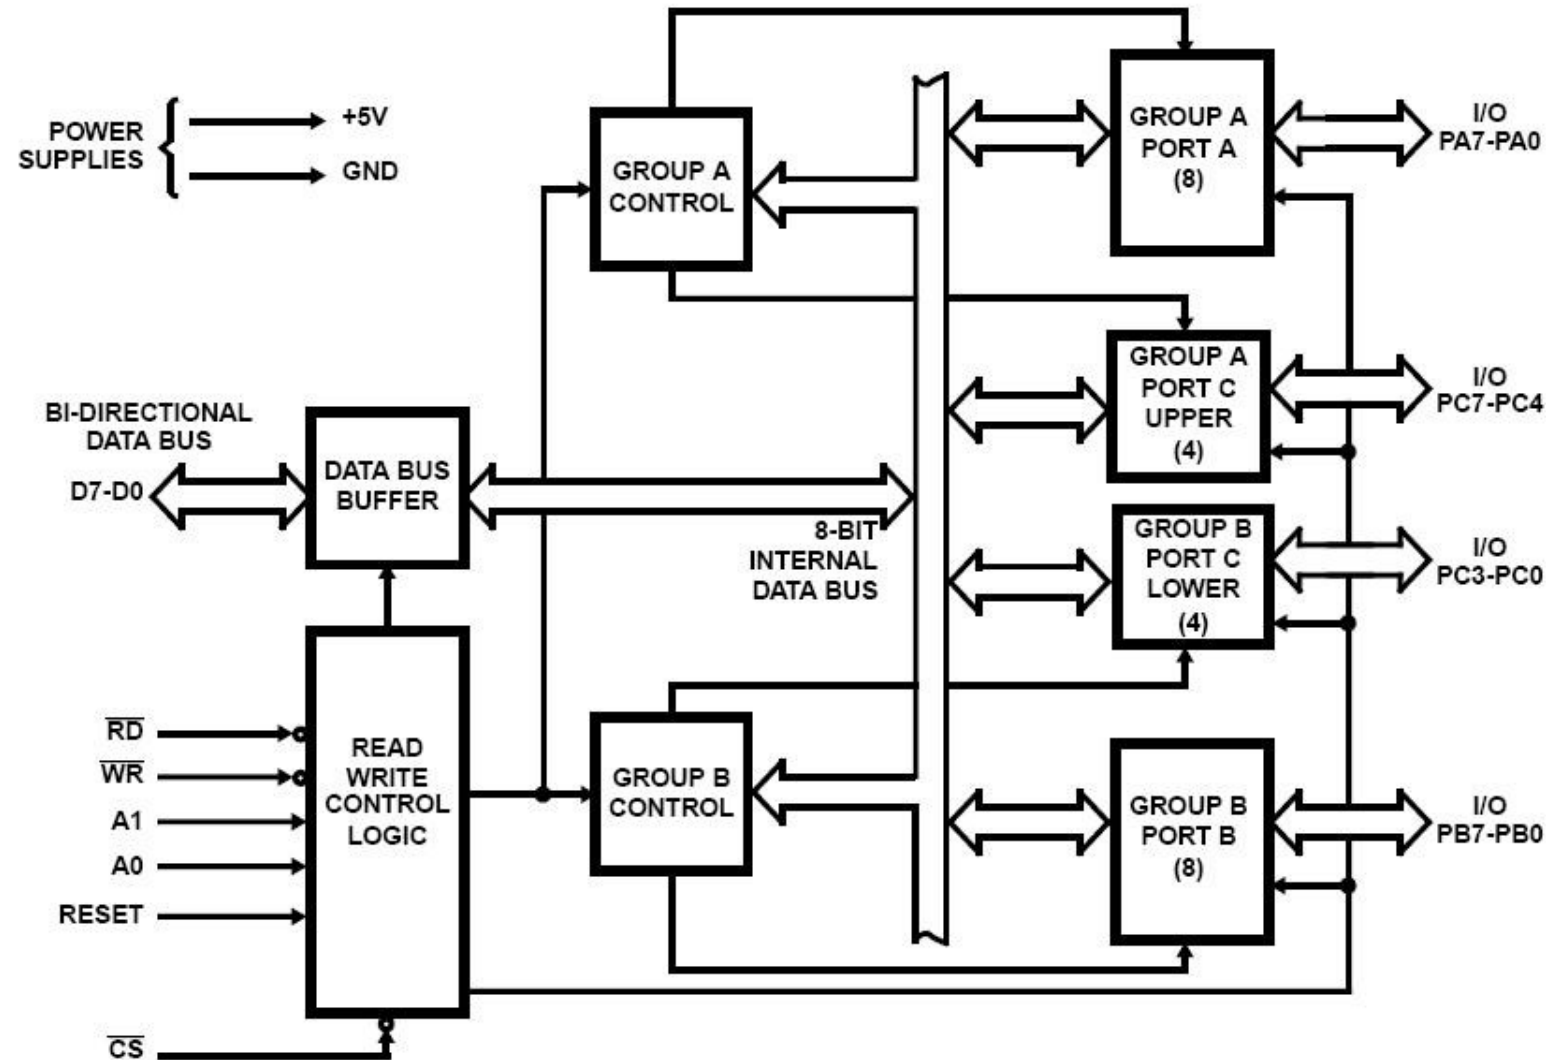 POWER
SUPPLIES
+5V
GND
GROUP A
CONTROL
GROUP A
PORT A
(8)
I/O
PA7-PA0
GROUP A
PORT C
UPPER
(4)
I/O
PC7-PC4
BI-DIRECTIONAL
DATA BUS
D7-D0
DATA BUS
BUFFER
8-BIT
INTERNAL
DATA BUS
GROUP B
PORT C
LOWER
(4)
I/O
PC3-PC0
RD
WR
A1
A0
RESET
CS
READ
WRITE
CONTROL
LOGIC
GROUP B
CONTROL
GROUP B
PORT B
(8)
I/O
PB7-PB0